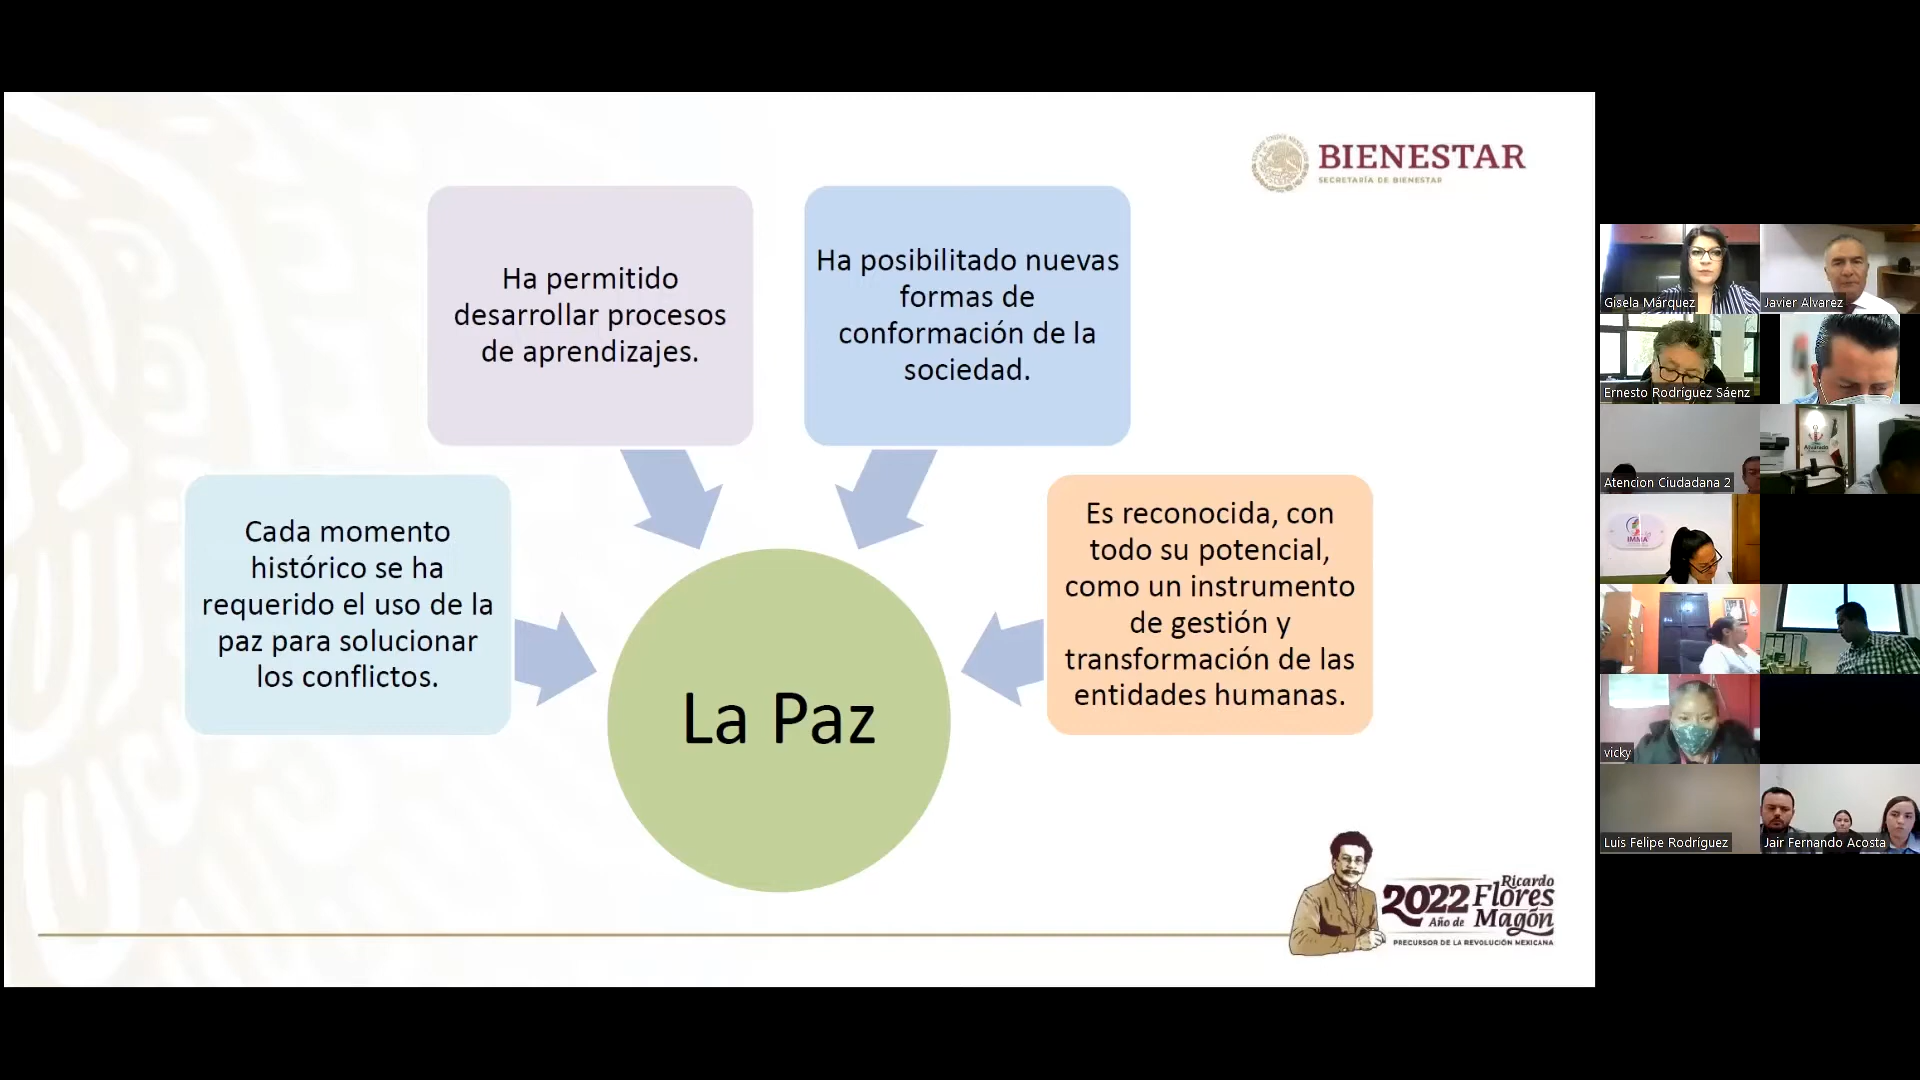 BIENESTAR
SECRETARÍA DE BIENESTAR
Ha permitido
desarrollar procesos
de aprendizajes.
Ha posibilitado nuevas
formas de
conformación de la
sociedad.
Cada momento
histórico se ha
requerido el uso de la
paz para solucionar
los conflictos.
Es reconocida, con
todo su potencial,
como un instrumento
de gestión y
transformación de las
entidades humanas.
La Paz
2022 Ricardo
Flores
Año de Magón
PRECURSOR DE LA REVOLUCIÓN MEXICANA
Gisela Márquez
Javier Alvarez
Ernesto Rodríguez Sáenz
Atencion Ciudadana 2
Alvarado
IMMA
vicky
Luis Felipe Rodríguez
Jair Fernando Acosta